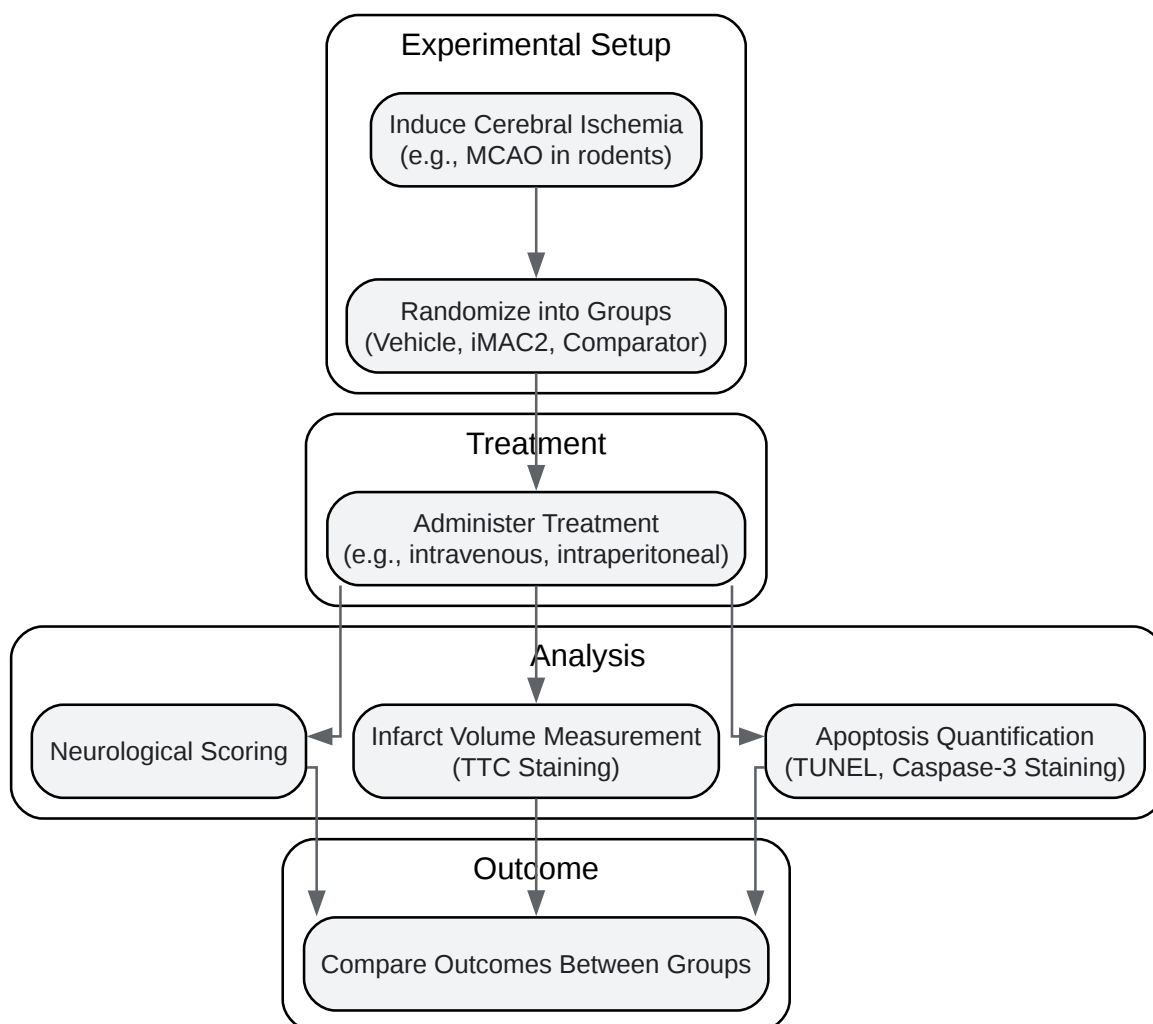 Experimental Setup
Induce Cerebral Ischemia
(e.g., MCAO in rodents)
Randomize into Groups
(Vehicle, iMAC2, Comparator)
Treatment
Administer Treatment
(e.g., intravenous, intraperitoneal)
Analysis
Neurological Scoring
Infarct Volume Measurement
(TTC Staining)
Apoptosis Quantification
(TUNEL, Caspase-3 Staining)
Outcome
Compare Outcomes Between Groups